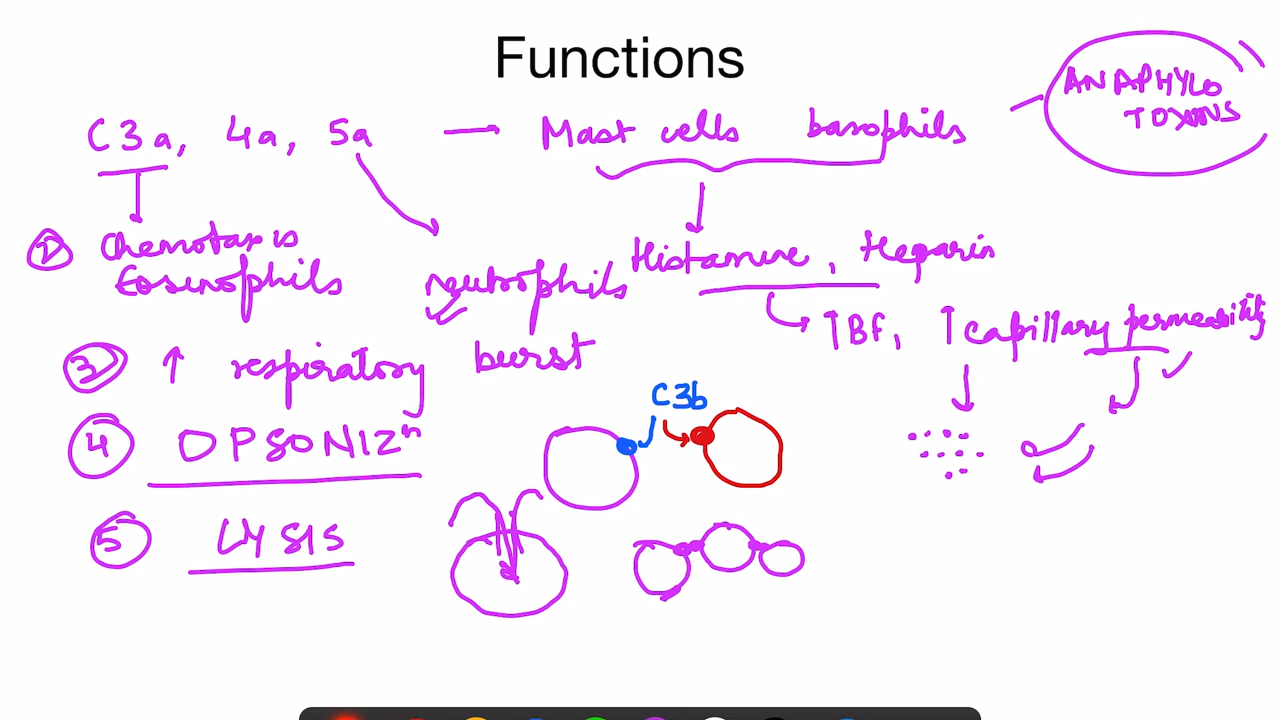 Functions
C3a, 4a, 5a → Mast cells basophils — ANAPHYLO TOXINS
② Chemotaxis Eosinophils neutrophils
Histamine, Heparin
↑BF, ↑capillary permeability
③ ↑ respiratory burst
C3b
④ OPSONIZⁿ
⑤ LYSIS